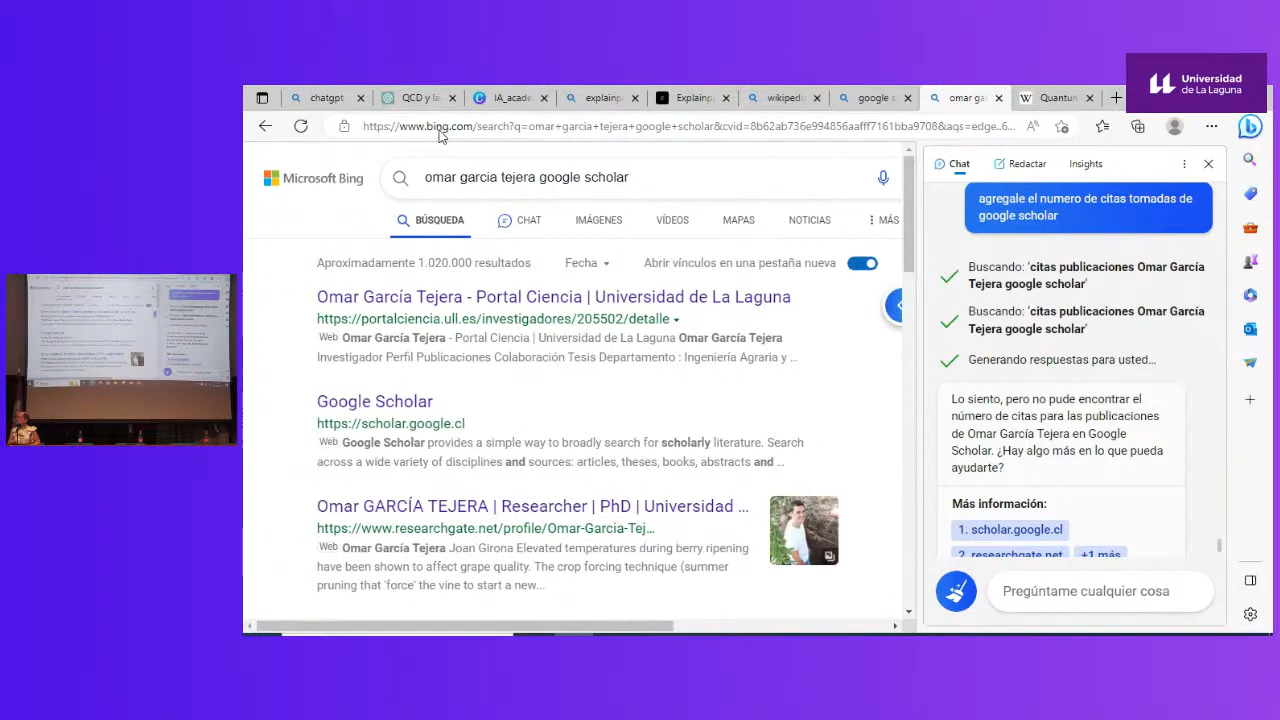 Universidad
de La Laguna
chatgpt
QCD y la
IA_acade
explainp
Explainp
wikipedi
google s
omar gar
Quantun
https://www.bing.com/search?q=omar+garcia+tejera+google+scholar&cvid=8b62ab736e994856aafff7161bba9708&aqs=edge..6...
Microsoft Bing
omar garcia tejera google scholar
BÚSQUEDA
CHAT
IMÁGENES
VÍDEOS
MAPAS
NOTICIAS
MÁS
Aproximadamente 1.020.000 resultados
Fecha
Abrir vínculos en una pestaña nueva
Omar García Tejera - Portal Ciencia | Universidad de La Laguna
https://portalciencia.ull.es/investigadores/205502/detalle
Web Omar García Tejera - Portal Ciencia | Universidad de La Laguna Omar García Tejera
Investigador Perfil Publicaciones Colaboración Tesis Departamento : Ingeniería Agraria y ...
Google Scholar
https://scholar.google.cl
Web Google Scholar provides a simple way to broadly search for scholarly literature. Search
across a wide variety of disciplines and sources: articles, theses, books, abstracts and ...
Omar GARCÍA TEJERA | Researcher | PhD | Universidad ...
https://www.researchgate.net/profile/Omar-Garcia-Tej...
Web Omar García Tejera Joan Girona Elevated temperatures during berry ripening
have been shown to affect grape quality. The crop forcing technique (summer
pruning that 'force' the vine to start a new...
Chat
Redactar
Insights
agregale el numero de citas tomadas de
google scholar
Buscando: 'citas publicaciones Omar García
Tejera google scholar'
Buscando: 'citas publicaciones Omar García
Tejera google scholar'
Generando respuestas para usted...
Lo siento, pero no pude encontrar el
número de citas para las publicaciones
de Omar García Tejera en Google
Scholar. ¿Hay algo más en lo que pueda
ayudarte?
Más información:
1. scholar.google.cl
2. researchgate.net
+1 más
Pregúntame cualquier cosa